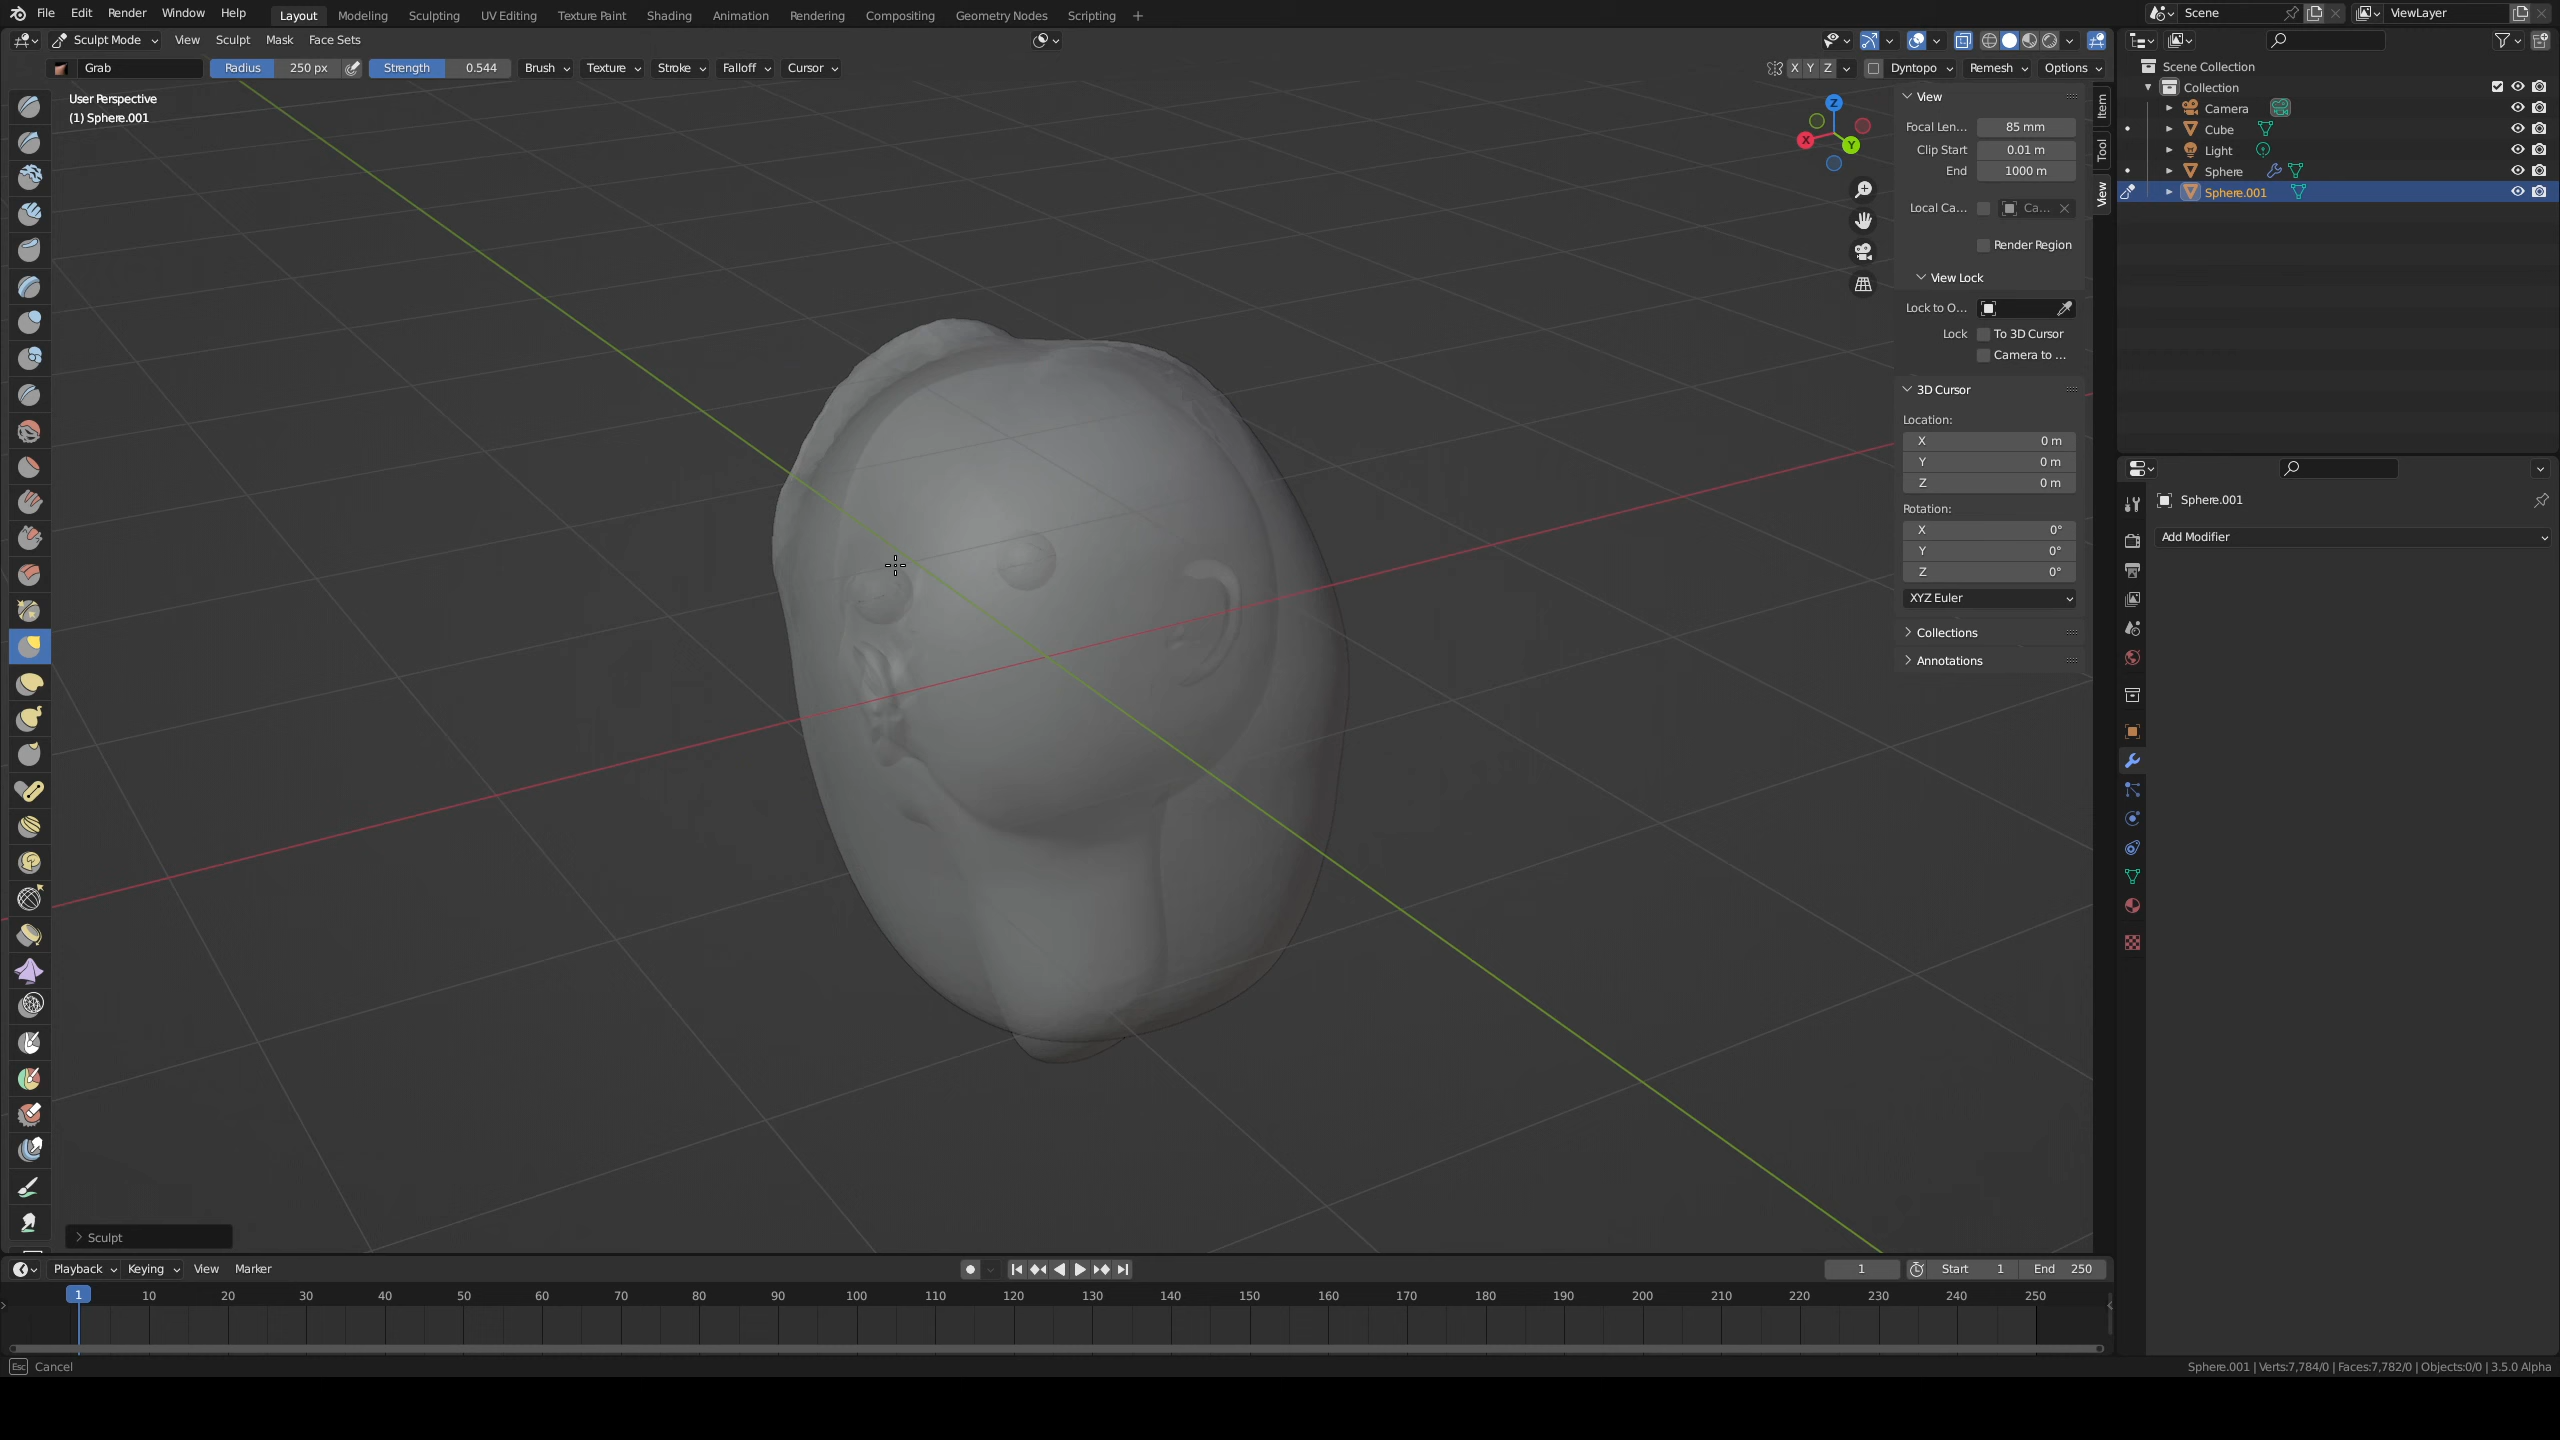 File Edit Render Window Help Layout Modeling Sculpting UV Editing Texture Paint Shading Animation Rendering Compositing Geometry Nodes Scripting + Scene ViewLayer
Sculpt Mode View Sculpt Mask Face Sets
Grab Radius 250 px Strength 0.544 Brush Texture Stroke Falloff Cursor X Y Z Dyntopo Remesh Options
User Perspective
(1) Sphere.001
Z
X
Y
View
Focal Len... 85 mm
Clip Start 0.01 m
End 1000 m
Local Ca... Ca...
Render Region
View Lock
Lock to O...
Lock To 3D Cursor
Camera to ...
3D Cursor
Location:
X 0 m
Y 0 m
Z 0 m
Rotation:
X 0°
Y 0°
Z 0°
XYZ Euler
Collections
Annotations
Item
Tool
View
Scene Collection
Collection
Camera
Cube
Light
Sphere
Sphere.001
Sphere.001
Add Modifier
Sculpt
Playback Keying View Marker 1 Start 1 End 250
1 10 20 30 40 50 60 70 80 90 100 110 120 130 140 150 160 170 180 190 200 210 220 230 240 250
Esc Cancel Sphere.001 | Verts:7,784/0 | Faces:7,782/0 | Objects:0/0 | 3.5.0 Alpha